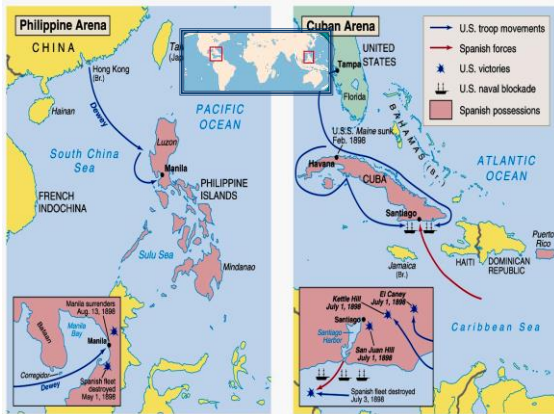 Philippine Arena
CHINA
Hong Kong
(Br.)
Hainan
Dewey
South China
Sea
FRENCH
INDOCHINA
PACIFIC
OCEAN
Luzon
Manila
PHILIPPINE
ISLANDS
Sulu Sea
Mindanao
Manila surrenders
Aug. 13, 1898
Bataan
Manila
Bay
Manila
Corregidor
Dewey
Spanish fleet
destroyed
May 1, 1898
Cuban Arena
UNITED
STATES
Tampa
Florida
BAHAMAS (Br.)
U.S.S. Maine sunk
Feb. 1898
Havana
CUBA
Santiago
ATLANTIC
OCEAN
Jamaica
(Br.)
HAITI
DOMINICAN
REPUBLIC
Puerto
Rico
Caribbean Sea
U.S. troop movements
Spanish forces
U.S. victories
U.S. naval blockade
Spanish possessions
Kettle Hill
July 1, 1898
El Caney
July 1, 1898
Santiago
Santiago
Harbor
San Juan Hill
July 1, 1898
Spanish fleet destroyed
July 3, 1898